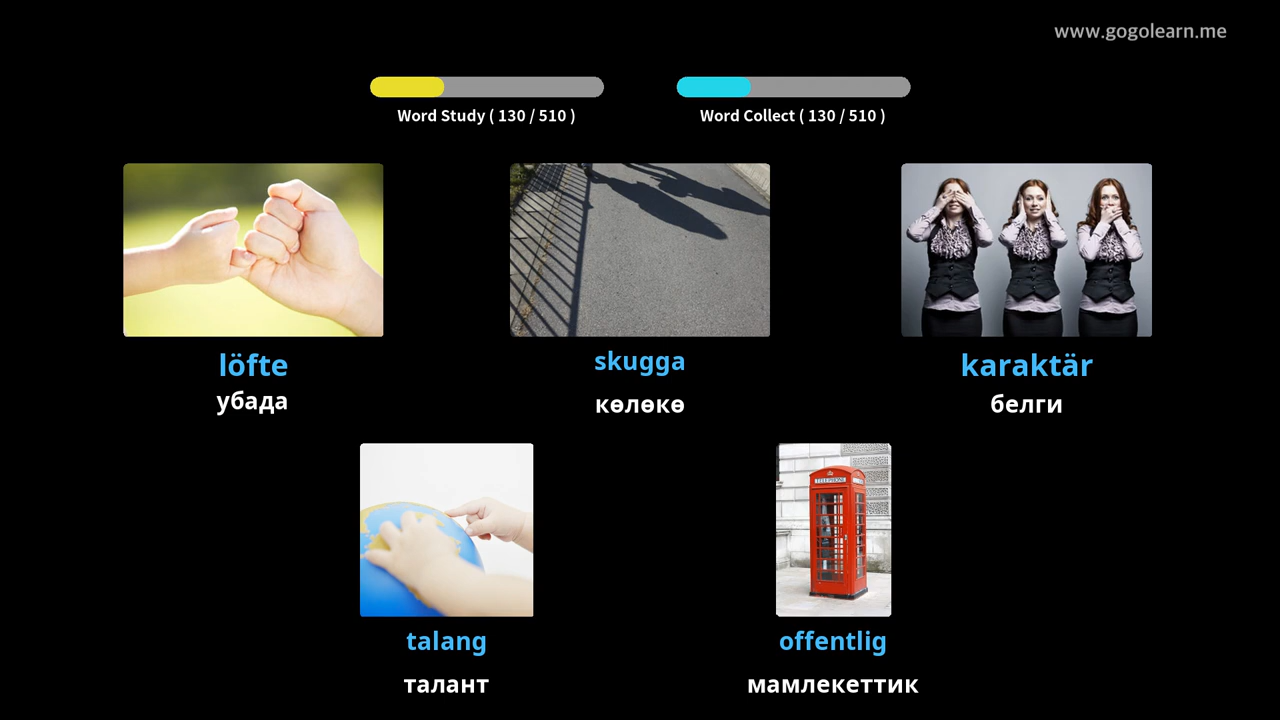 www.gogolearn.me
Word Study ( 130 / 510 )
Word Collect ( 130 / 510 )
löfte
убада
skugga
көлөкө
karaktär
белги
TELEPHONE
talang
талант
offentlig
мамлекеттик